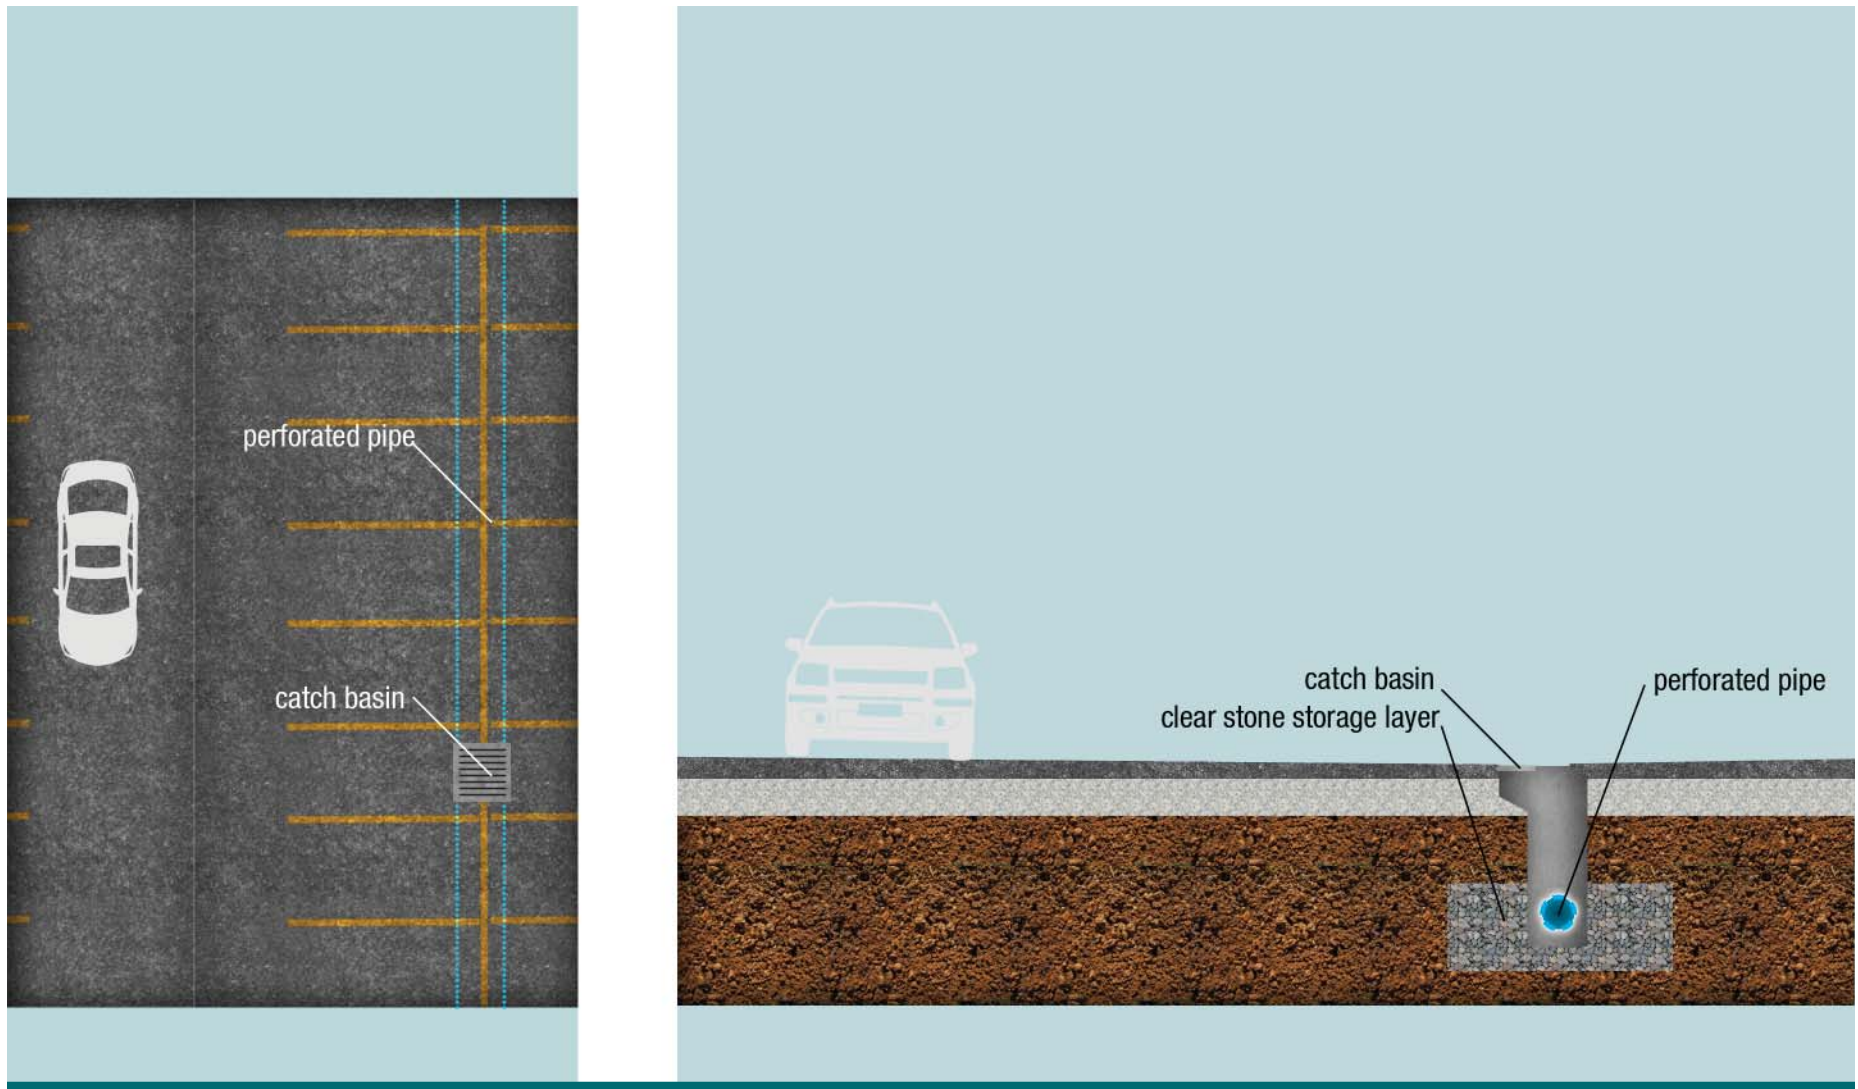 perforated pipe
catch basin
catch basin
perforated pipe
clear stone storage layer